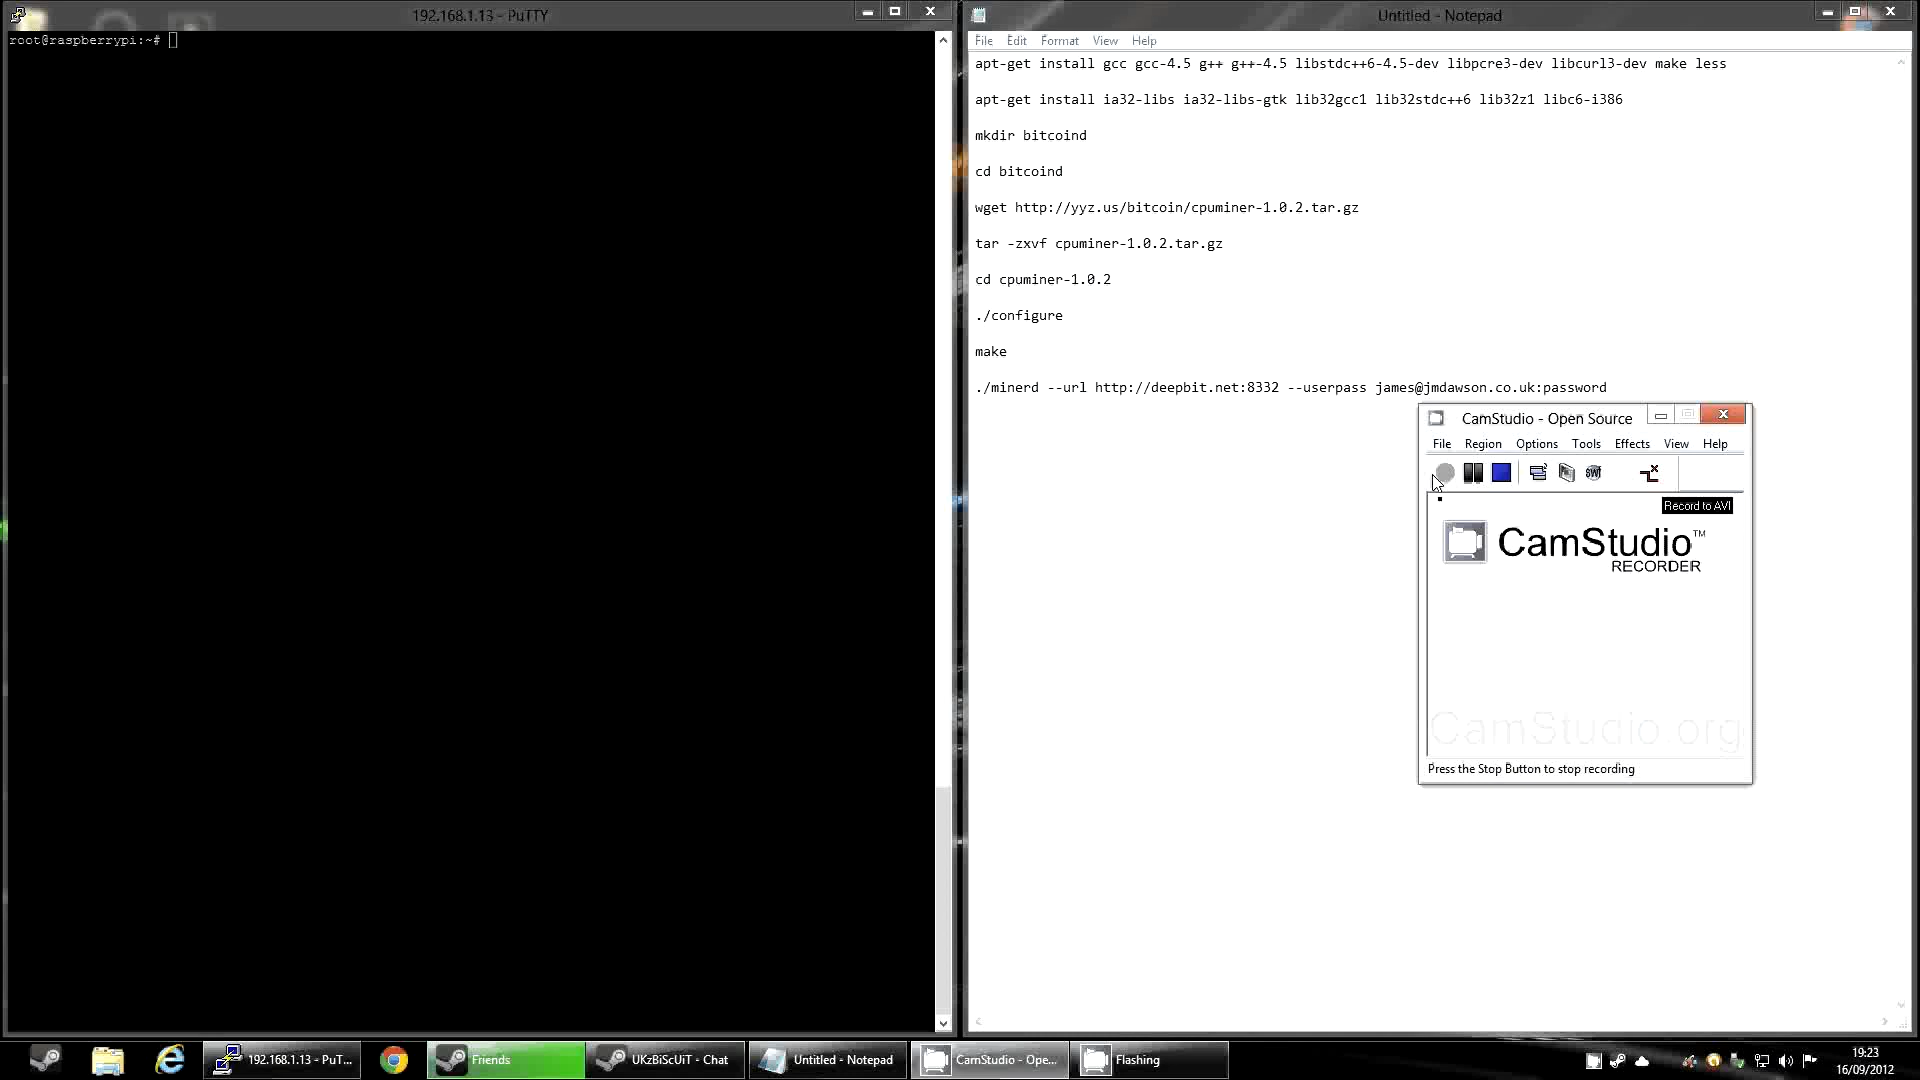 192.168.1.13 - PuTTY
root@raspberrypi:~#
Untitled - Notepad
File Edit Format View Help
apt-get install gcc gcc-4.5 g++ g++-4.5 libstdc++6-4.5-dev libpcre3-dev libcurl3-dev make less
apt-get install ia32-libs ia32-libs-gtk lib32gcc1 lib32stdc++6 lib32z1 libc6-i386
mkdir bitcoind
cd bitcoind
wget http://yyz.us/bitcoin/cpuminer-1.0.2.tar.gz
tar -zxvf cpuminer-1.0.2.tar.gz
cd cpuminer-1.0.2
./configure
make
./minerd --url http://deepbit.net:8332 --userpass james@jmdawson.co.uk:password
CamStudio - Open Source
File Region Options Tools Effects View Help
SWF
Record to AVI
CamStudio™
RECORDER
CamStudio.org
Press the Stop Button to stop recording
192.168.1.13 - PuT...
Friends
UKzBiScUiT - Chat
Untitled - Notepad
CamStudio - Ope...
Flashing
19:23
16/09/2012